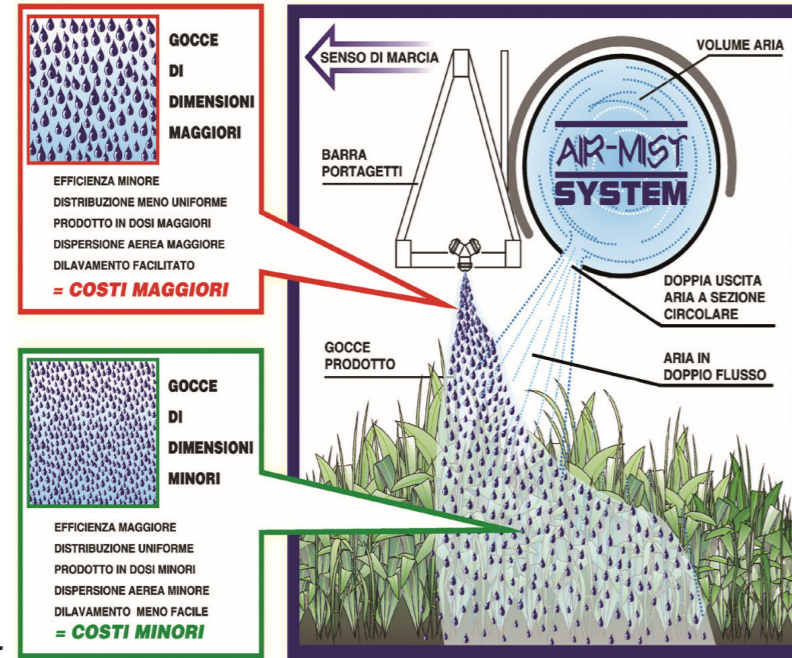 GOCCE
DI
DIMENSIONI
MAGGIORI
EFFICIENZA MINORE
DISTRIBUZIONE MENO UNIFORME
PRODOTTO IN DOSI MAGGIORI
DISPERSIONE AEREA MAGGIORE
DILAVAMENTO FACILITATO
= COSTI MAGGIORI
GOCCE
DI
DIMENSIONI
MINORI
EFFICIENZA MAGGIORE
DISTRIBUZIONE UNIFORME
PRODOTTO IN DOSI MINORI
DISPERSIONE AEREA MINORE
DILAVAMENTO MENO FACILE
= COSTI MINORI
SENSO DI MARCIA
VOLUME ARIA
BARRA
PORTAGETTI
AIR-MIST
SYSTEM
DOPPIA USCITA
ARIA A SEZIONE
CIRCOLARE
GOCCE
PRODOTTO
ARIA IN
DOPPIO FLUSSO